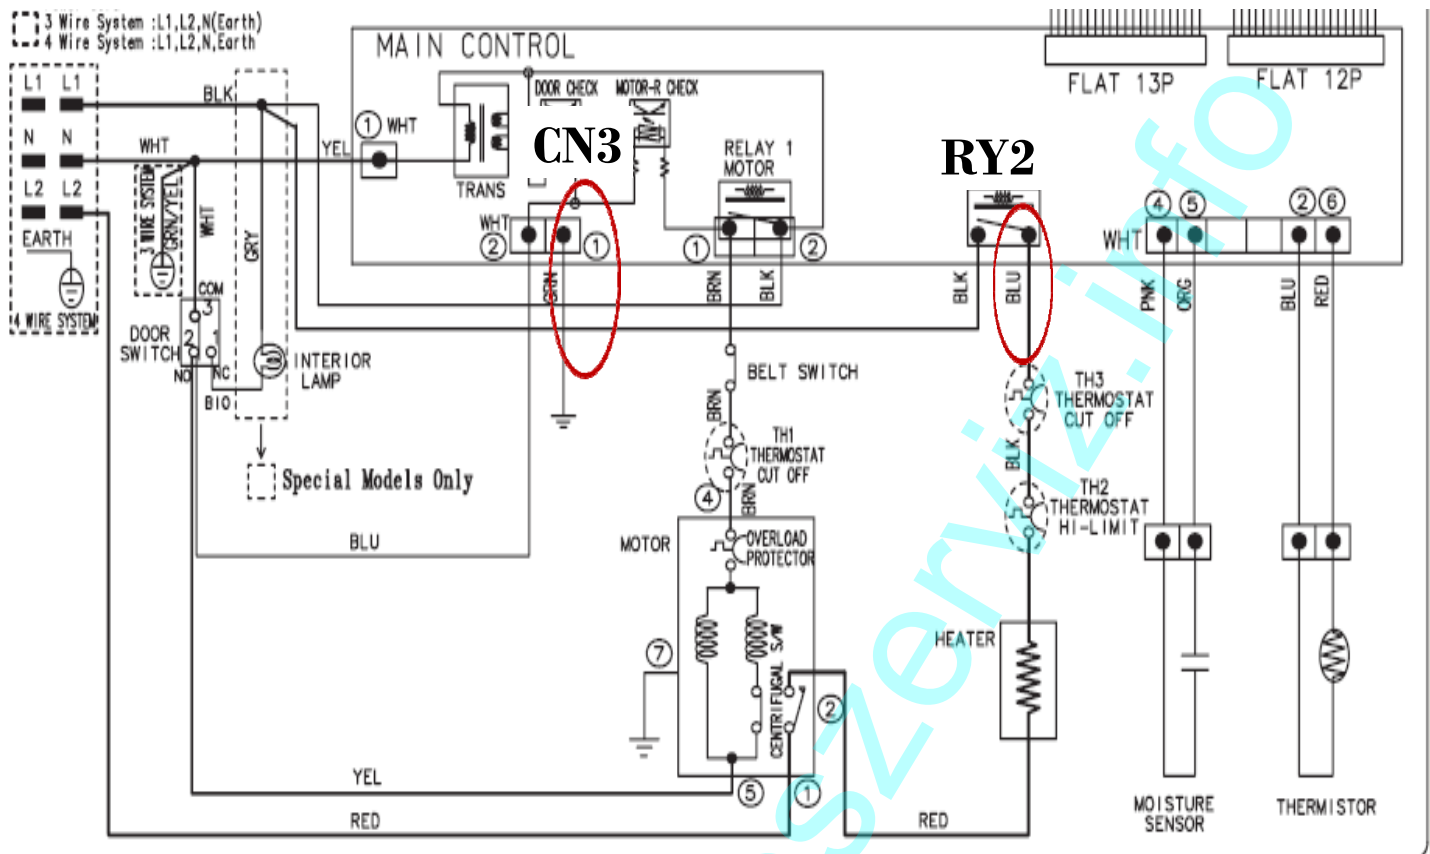 3 Wire System :L1,L2,N(Earth)
4 Wire System :L1,L2,N,Earth
MAIN CONTROL
FLAT 13P
FLAT 12P
L1 L1
N N
L2 L2
EARTH
4 WIRE SYSTEM
BLK
WHT
YEL
1 WHT
TRANS
DOOR CHECK
MOTOR-R CHECK
CN3
RELAY 1
MOTOR
RY2
3 WIRE SYSTEM
GRN/YEL
WHT
GRY
WHT
2
1
1
2
WHT
4 5 2 6
GRN
BRN
BLK
BLK
BLU
PNK
ORG
BLU
RED
COM
3
2 1
DOOR
SWITCH
NO
NC
BIO
INTERIOR
LAMP
BELT SWITCH
BRN
TH1
THERMOSTAT
CUT OFF
TH3
THERMOSTAT
CUT OFF
BLK
TH2
THERMOSTAT
HI-LIMIT
Special Models Only
4
BRN
BLU
MOTOR
OVERLOAD
PROTECTOR
7
CENTRIFUGAL S/W
2
HEATER
YEL
5
1
RED
RED
MOISTURE
SENSOR
THERMISTOR
szerviz.info